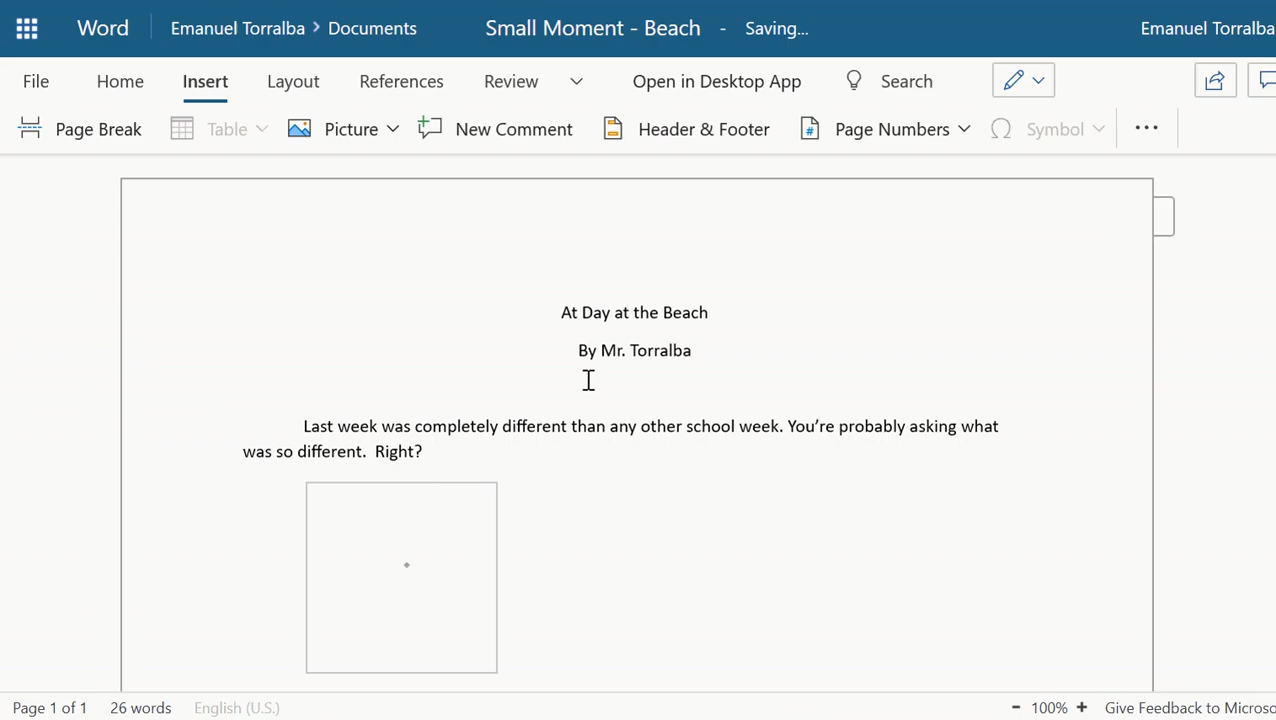 Word Emanuel Torralba > Documents Small Moment - Beach - Saving... Emanuel Torralba
File Home Insert Layout References Review Open in Desktop App Search
Page Break Table Picture New Comment Header & Footer Page Numbers Symbol ...
At Day at the Beach
By Mr. Torralba
Last week was completely different than any other school week. You’re probably asking what
was so different.  Right?
Page 1 of 1 26 words English (U.S.) - 100% + Give Feedback to Microso